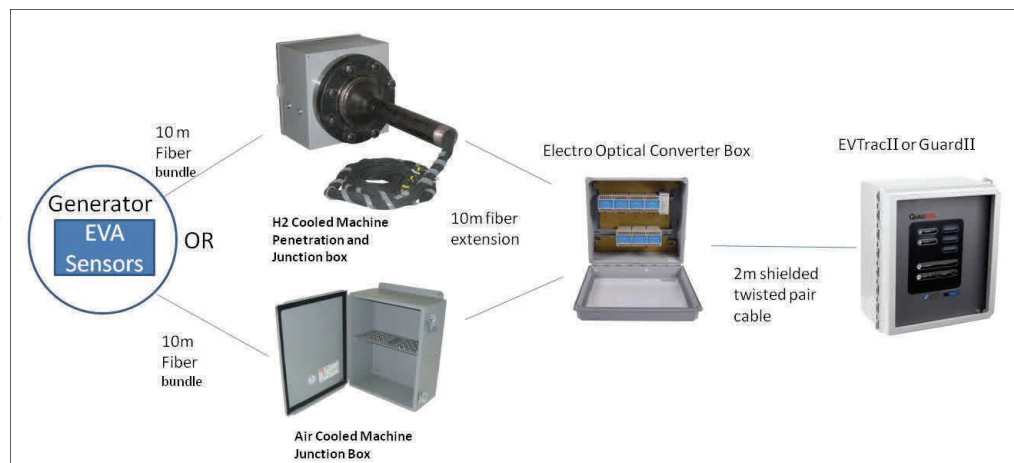 10 m
Fiber
bundle
Generator
EVA
Sensors
OR
10m
Fiber
bundle
H2 Cooled Machine
Penetration and
Junction box
Air Cooled Machine
Junction Box
10m fiber
extension
Electro Optical Converter Box
2m shielded
twisted pair
cable
EVTracII or GuardII